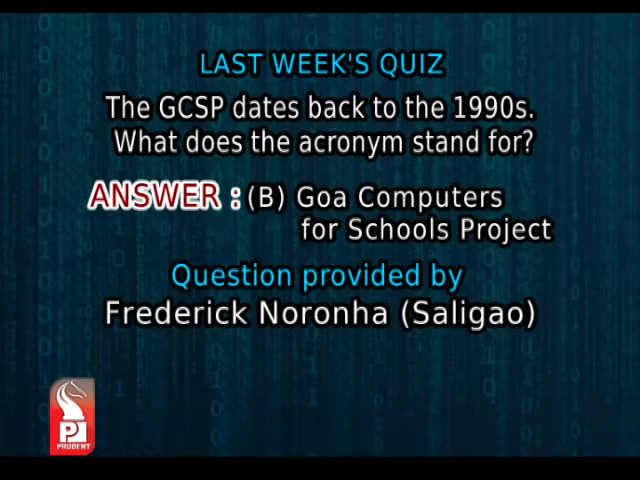 LAST WEEK'S QUIZ
The GCSP dates back to the 1990s.
What does the acronym stand for?
ANSWER : (B) Goa Computers
for Schools Project
Question provided by
Frederick Noronha (Saligao)
P
PRUDENT